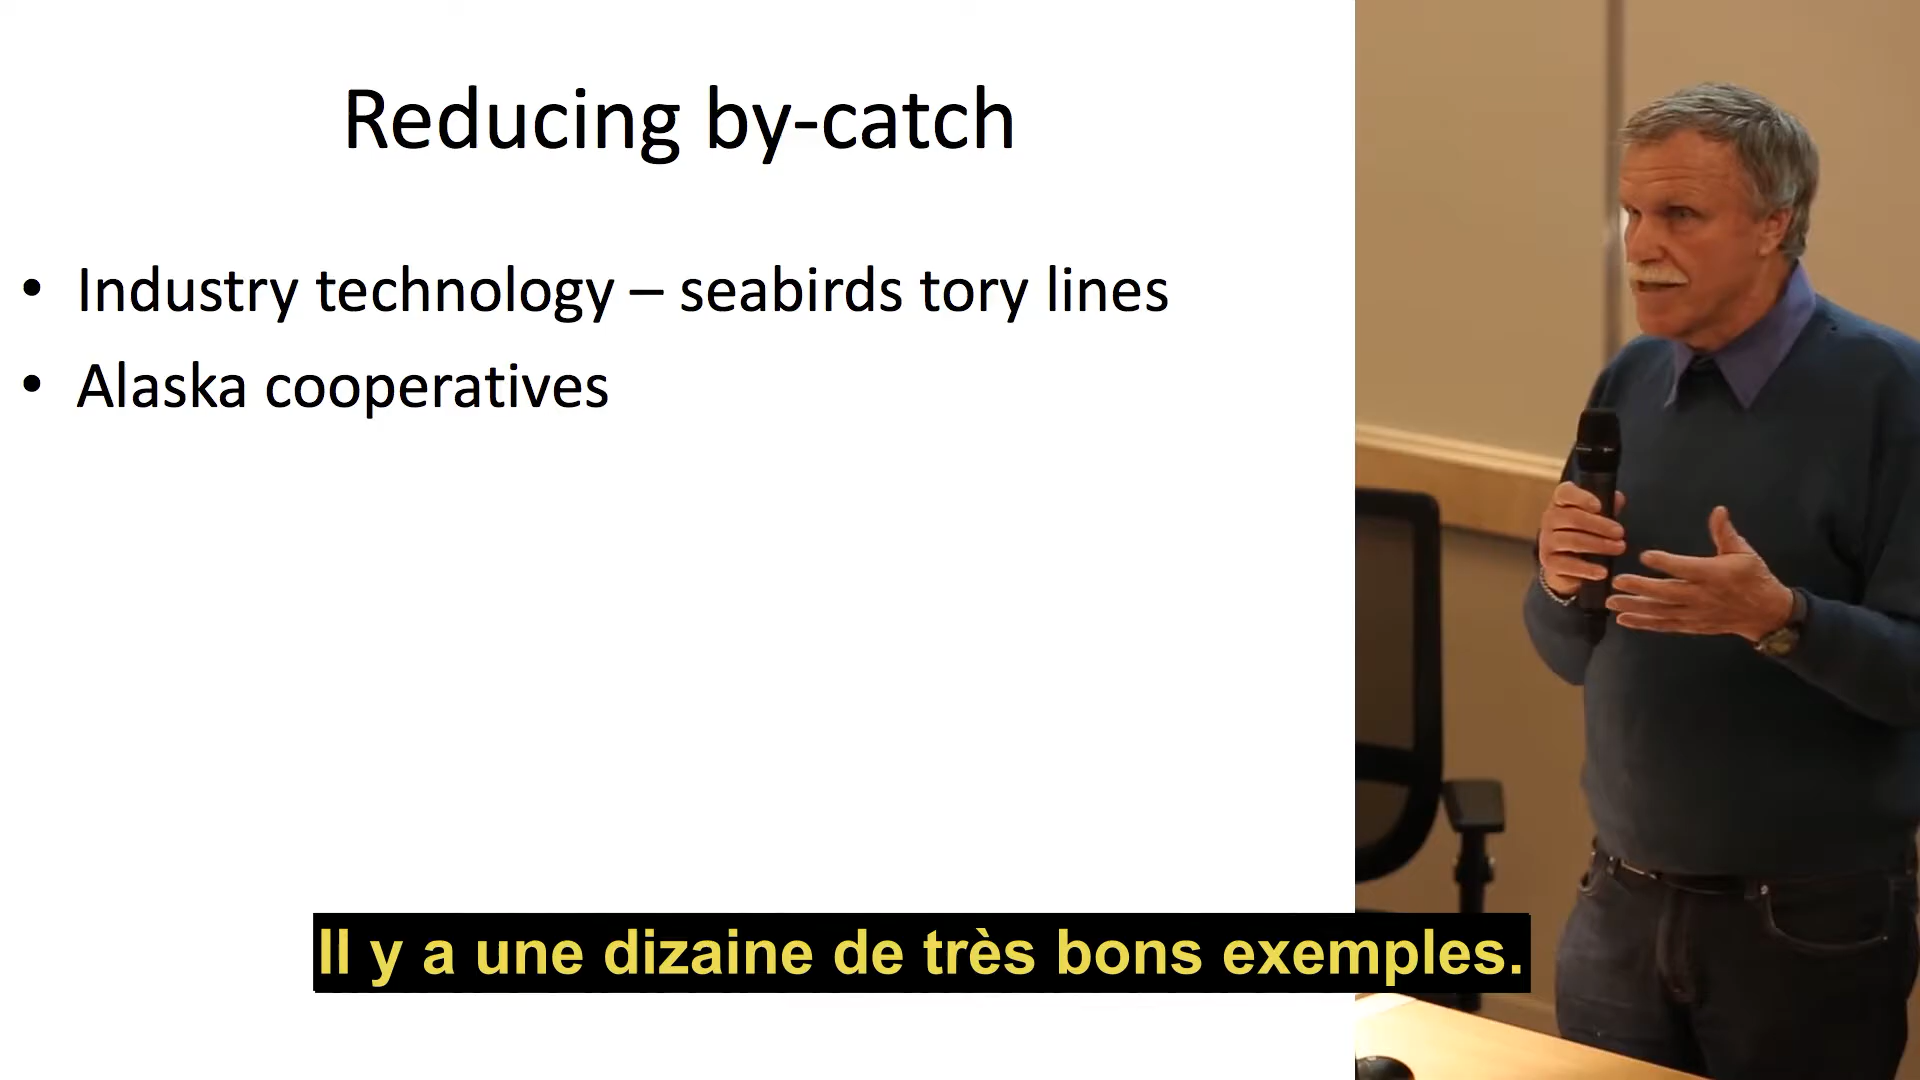 Reducing by-catch
• Industry technology – seabirds tory lines
• Alaska cooperatives
Il y a une dizaine de très bons exemples.